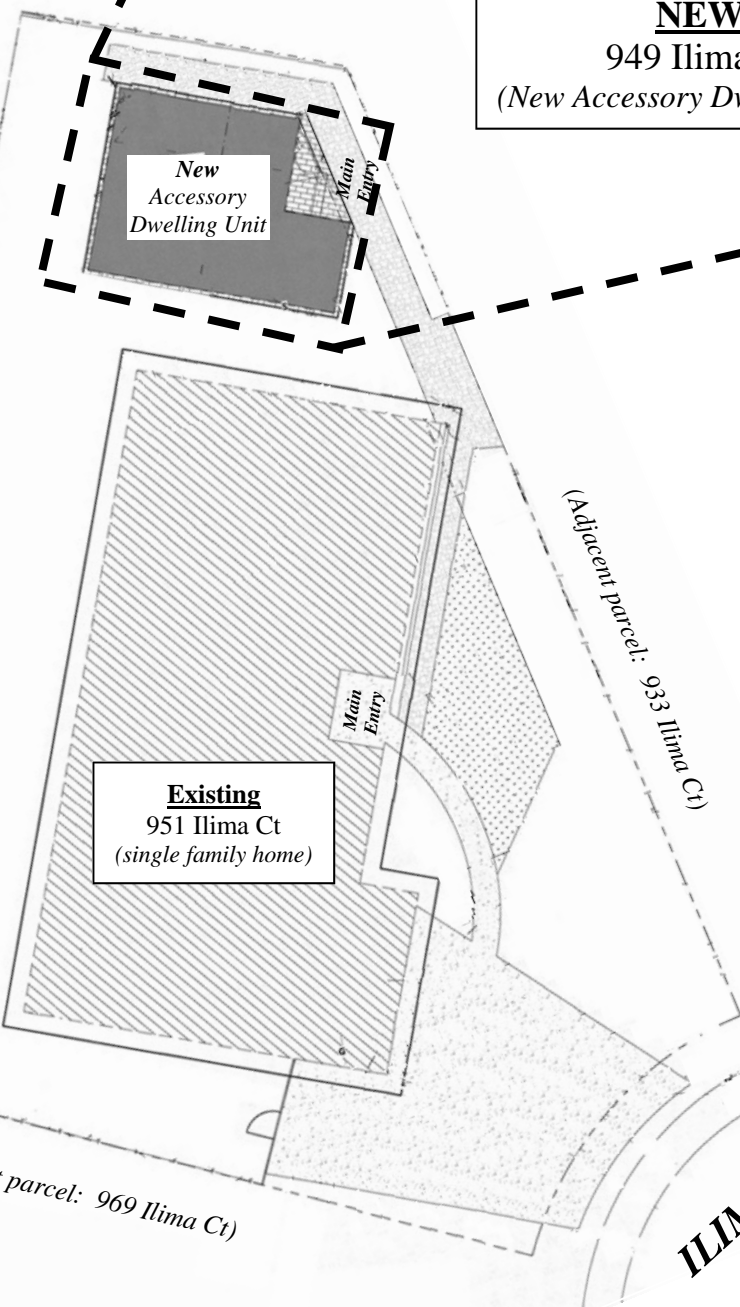 NEW
949 Ilima
(New Accessory Dw
New
Accessory
Dwelling Unit
Main
Entry
(Adjacent parcel: 933 Ilima Ct)
Main
Entry
Existing
951 Ilima Ct
(single family home)
parcel: 969 Ilima Ct)
ILIM